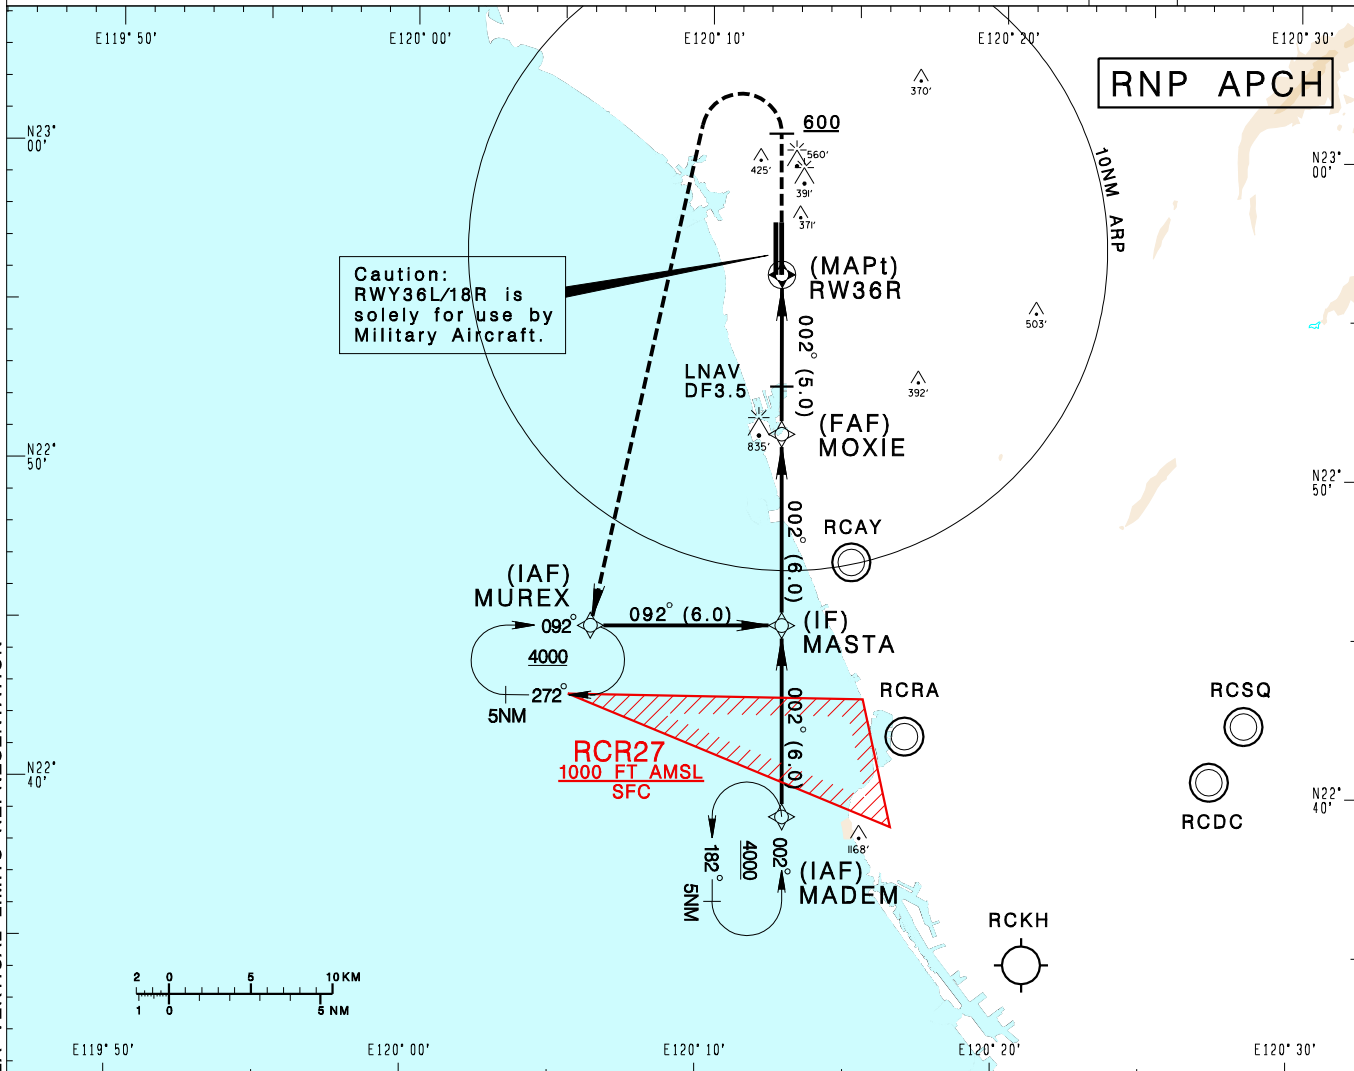 E119°50'
E120°00'
E120°10'
E120°20'
E120°30'
RNP APCH
370'
N23°
00'
N23°
00'
600
560'
425'
391'
371'
10NM ARP
Caution:
RWY36L/18R is
solely for use by
Military Aircraft.
(MAPt)
RW36R
002° (5.0)
503'
LNAV
DF3.5
392'
(FAF)
MOXIE
835'
N22°
50'
N22°
50'
002° (6.0)
RCAY
(IAF)
MUREX
092°
092° (6.0)
(IF)
MASTA
4000
272°
5NM
002° (6.0)
RCRA
RCSQ
RCR27
1000 FT AMSL
SFC
N22°
40'
N22°
40'
RCDC
1168'
182°
4000
002°
5NM
(IAF)
MADEM
RCKH
2 0 5 10KM
1 0 5 NM
E119°50'
E120°00'
E120°10'
E120°20'
E120°30'